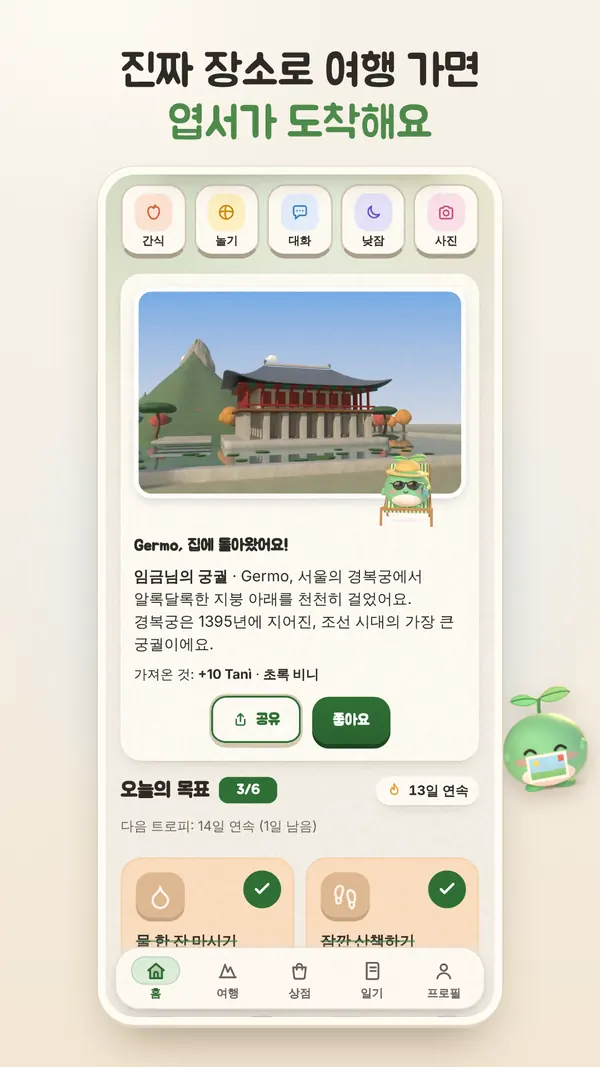 진짜 장소로 여행 가면
엽서가 도착해요
간식
놀기
대화
낮잠
사진
Germo, 집에 돌아왔어요!
임금님의 궁궐 · Germo, 서울의 경복궁에서
알록달록한 지붕 아래를 천천히 걸었어요.
경복궁은 1395년에 지어진, 조선 시대의 가장 큰
궁궐이에요.
가져온 것: +10 Tanı · 초록 비니
공유
좋아요
오늘의 목표
3/6
13일 연속
다음 트로피: 14일 연속 (1일 남음)
물 한 잔 마시기
잠깐 산책하기
홈
여행
상점
일기
프로필